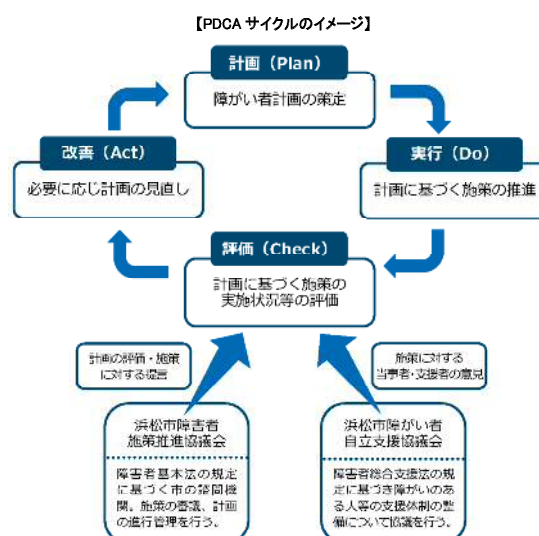 【PDCAサイクルのイメージ】
計画（Plan）
障がい者計画の策定
改善（Act）
必要に応じ計画の見直し
実行（Do）
計画に基づく施策の推進
評価（Check）
計画に基づく施策の
実施状況等の評価
計画の評価・施策
に対する提言
施策に対する
当事者・支援者の意見
浜松市障害者
施策推進協議会
障害者基本法の規定
に基づく市の諮問機
関。施策の審議、計画
の進行管理を行う。
浜松市障がい者
自立支援協議会
障害者総合支援法の規
定に基づき障がいのあ
る人等の支援体制の整
備について協議を行う。